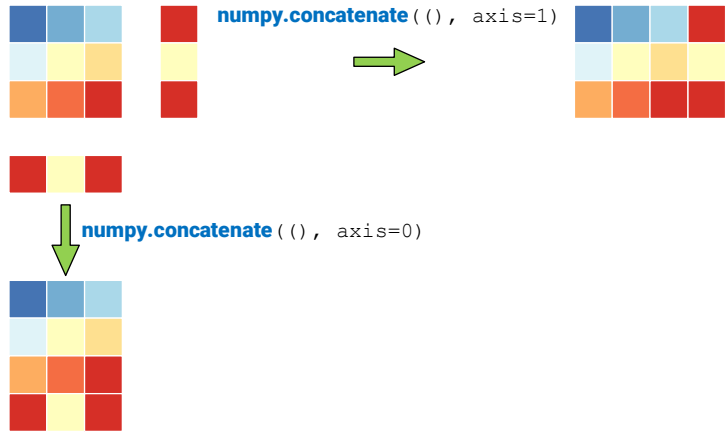 numpy.concatenate((), axis=1)
numpy.concatenate((), axis=0)